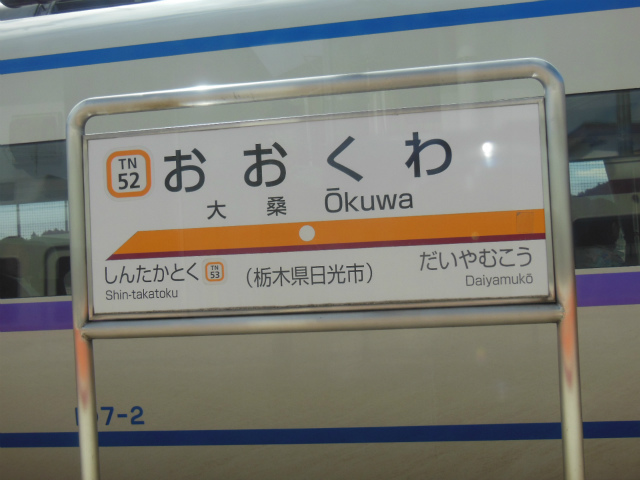 TN
52
おおくわ
大桑 Ōkuwa
しんたかとく TN 53
Shin-takatoku
(栃木県日光市)
だいやむこう
Daiyamukō
7-2